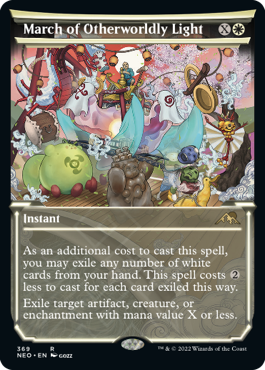 March of Otherworldly Light X
Instant
As an additional cost to cast this spell,
you may exile any number of white
cards from your hand. This spell costs 2
less to cast for each card exiled this way.
Exile target artifact, creature, or
enchantment with mana value X or less.
369 R
NEO • EN GOZZ
™ & © 2022 Wizards of the Coast